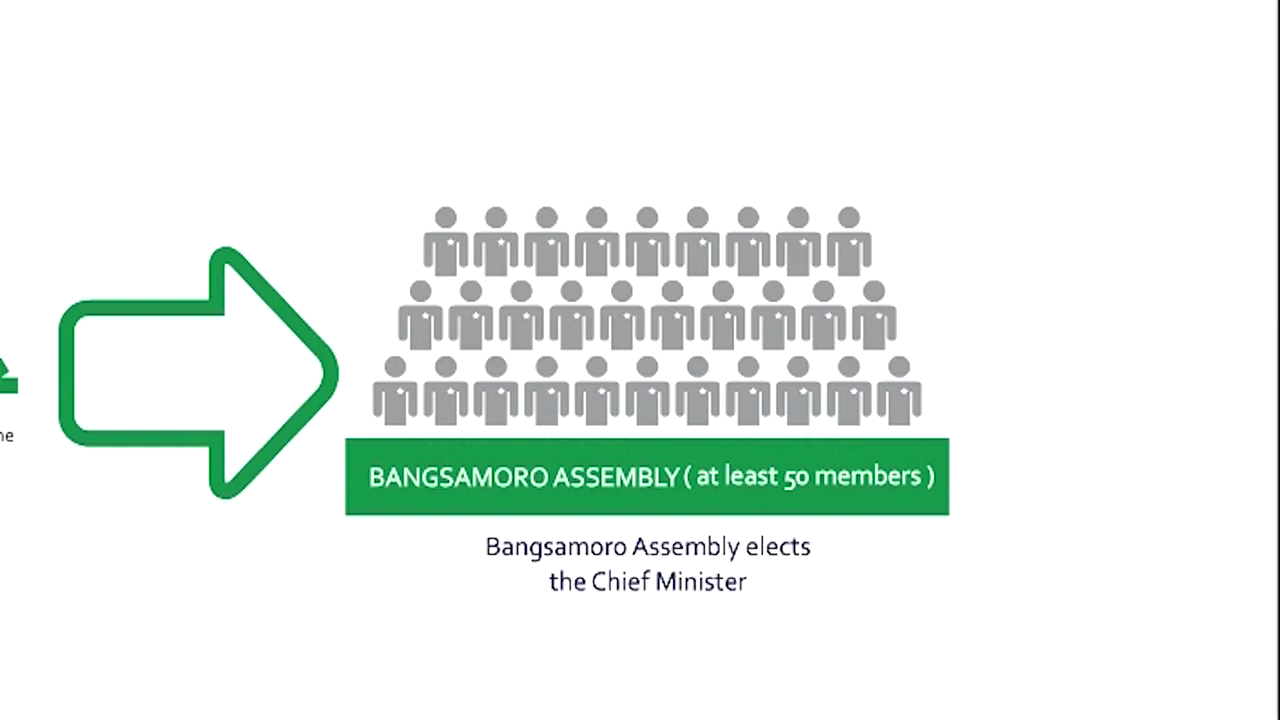 BANGSAMORO ASSEMBLY ( at least 50 members )
Bangsamoro Assembly elects
the Chief Minister